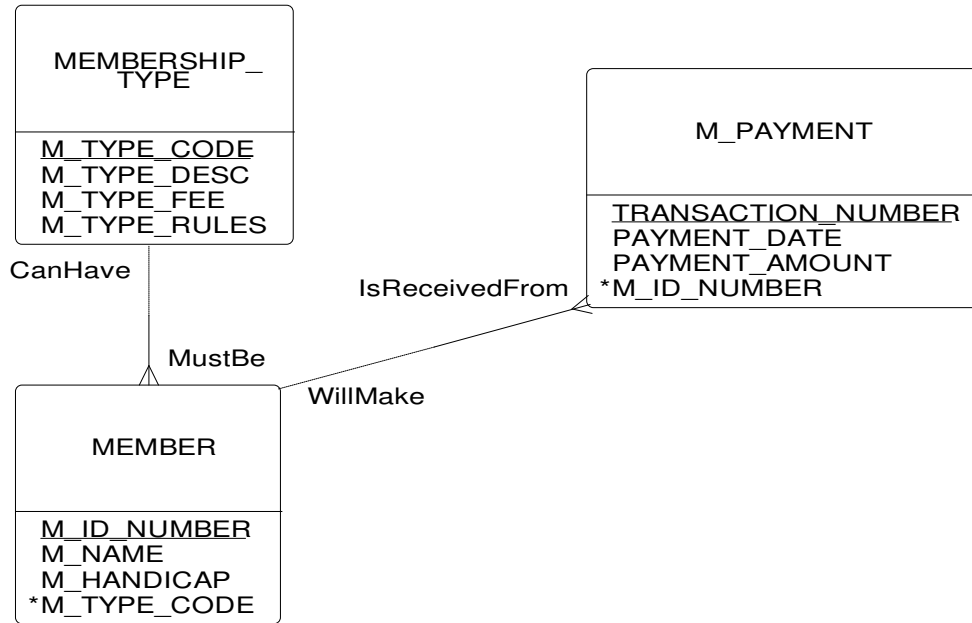 MEMBERSHIP_
TYPE
M_TYPE_CODE
M_TYPE_DESC
M_TYPE_FEE
M_TYPE_RULES
M_PAYMENT
TRANSACTION_NUMBER
PAYMENT_DATE
PAYMENT_AMOUNT
*M_ID_NUMBER
CanHave
IsReceivedFrom
MustBe
WillMake
MEMBER
M_ID_NUMBER
M_NAME
M_HANDICAP
*M_TYPE_CODE